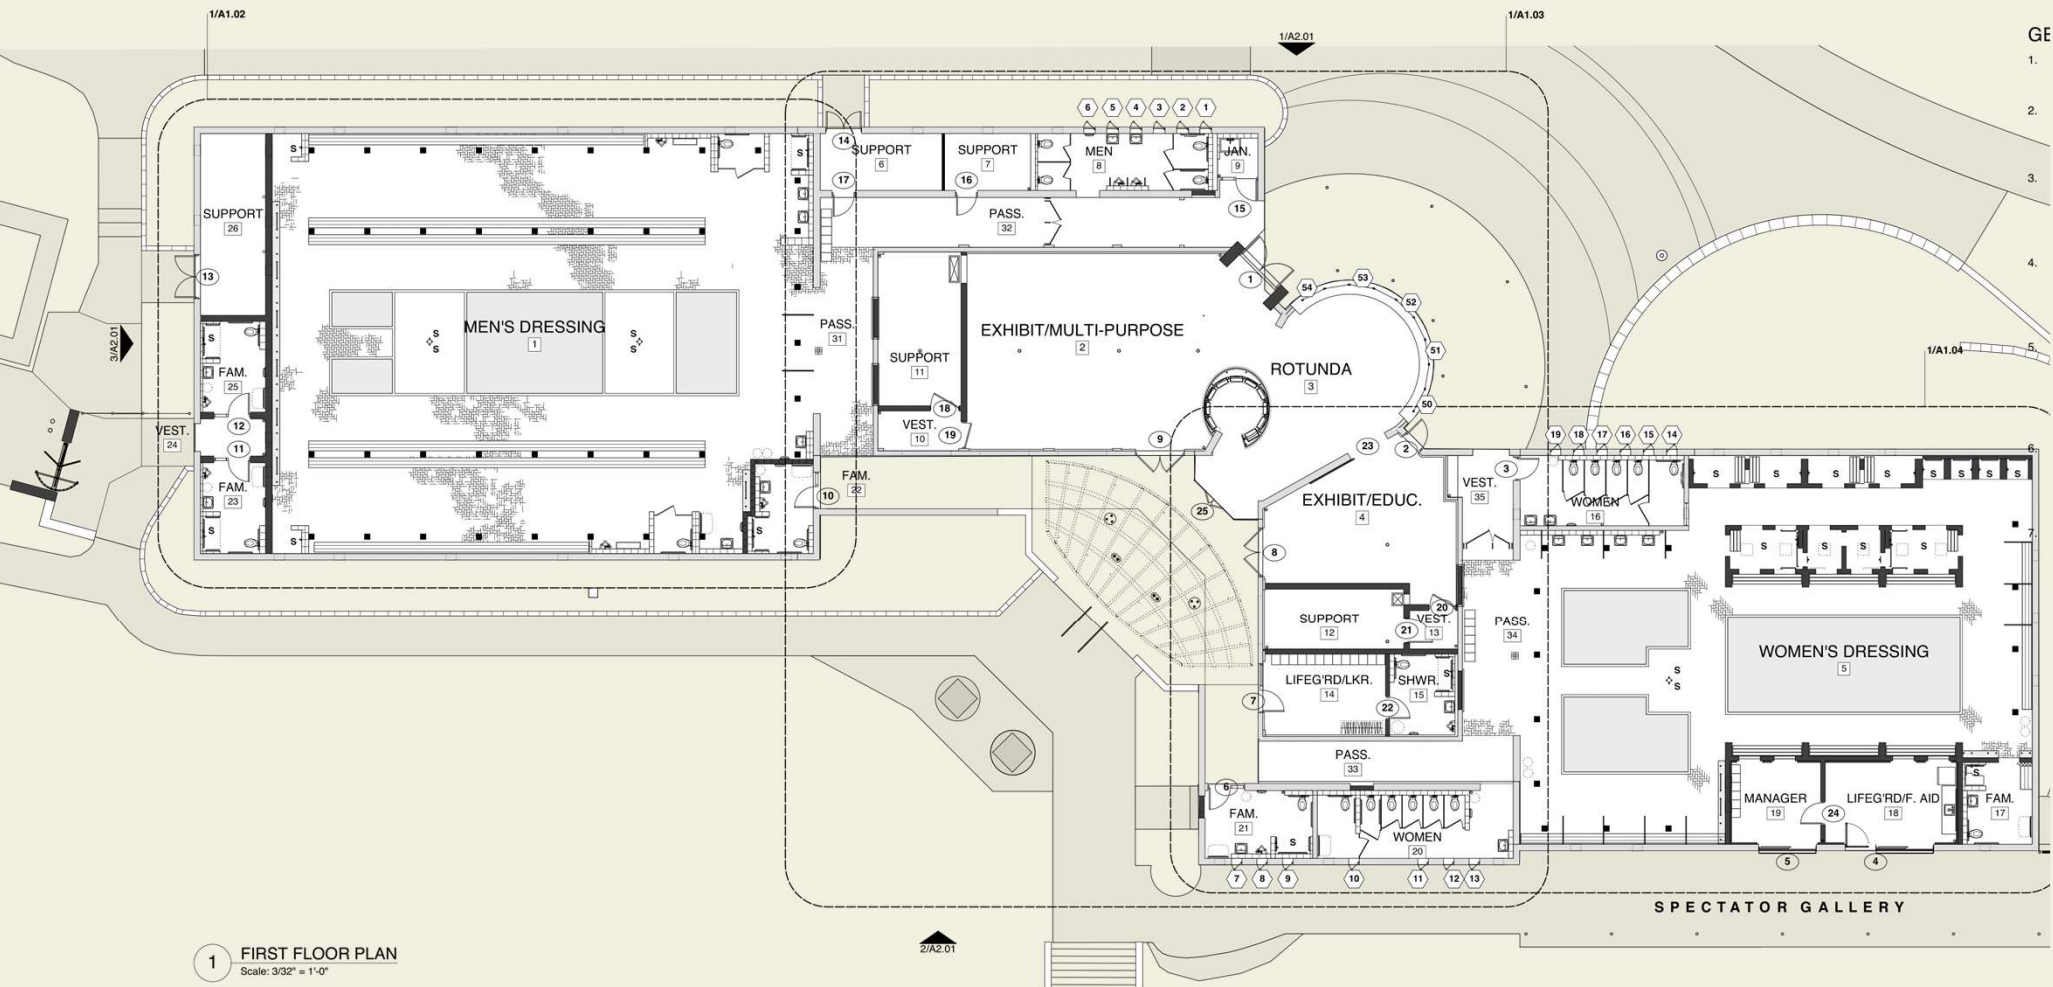 1/A1.02
1/A1.03
1/A2.01
GE
1.
2.
3.
4.
5.
6.
7.
6 5 4 3 2 1
S
S
14
SUPPORT
6
SUPPORT
7
MEN
8
JAN.
9
17
16
15
SUPPORT
26
PASS.
32
13
1
54
53
52
51
50
3/A2.01
MEN'S DRESSING
1
S
S
S
S
PASS.
31
EXHIBIT/MULTI-PURPOSE
2
SUPPORT
11
ROTUNDA
3
1/A1.04
S
FAM.
25
12
18
VEST.
10
19
9
23
2
VEST.
24
11
19 18 17 16 15 14
FAM.
23
S
S
FAM.
22
10
S
25
EXHIBIT/EDUC.
4
8
3
VEST.
35
WOMEN
16
S S S S S S S
S S S S
SUPPORT
12
20
21
VEST.
13
PASS.
34
WOMEN'S DRESSING
5
S
S
LIFEG'RD/LKR.
14
SHWR.
15
S
7
22
PASS.
33
6
FAM.
21
S
WOMEN
20
MANAGER
19
24
LIFEG'RD/F. AID
18
S
FAM.
17
7 8 9 10 11 12 13
5
4
SPECTATOR GALLERY
2/A2.01
1
FIRST FLOOR PLAN
Scale: 3/32" = 1'-0"